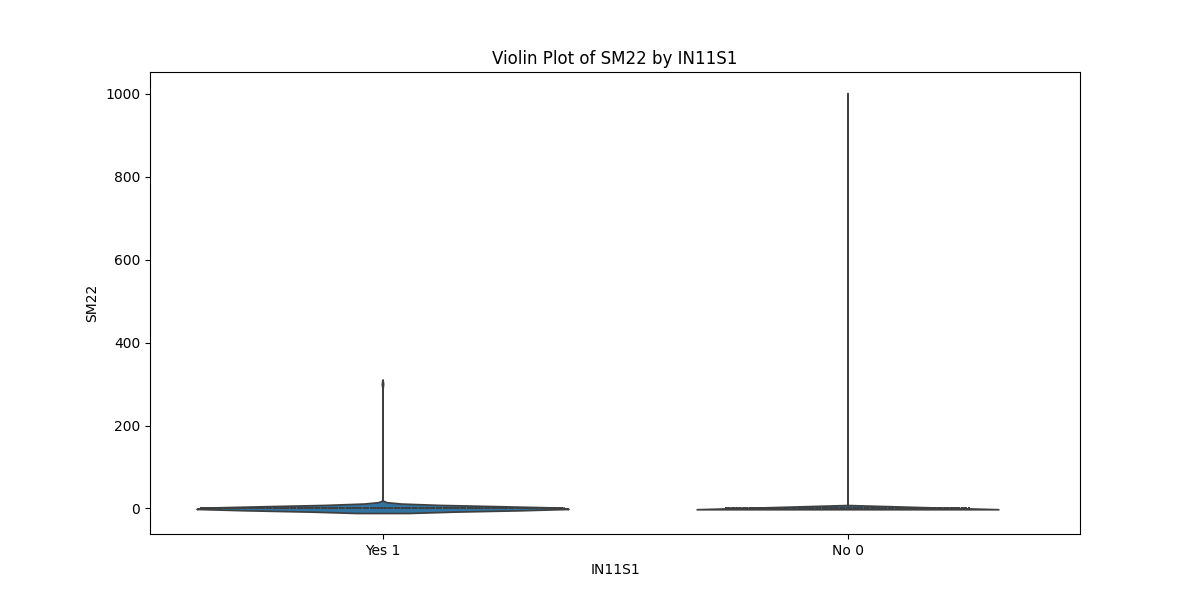 Violin Plot of SM22 by IN11S1
1000
800
600
400
200
0
SM22
Yes 1
No 0
IN11S1